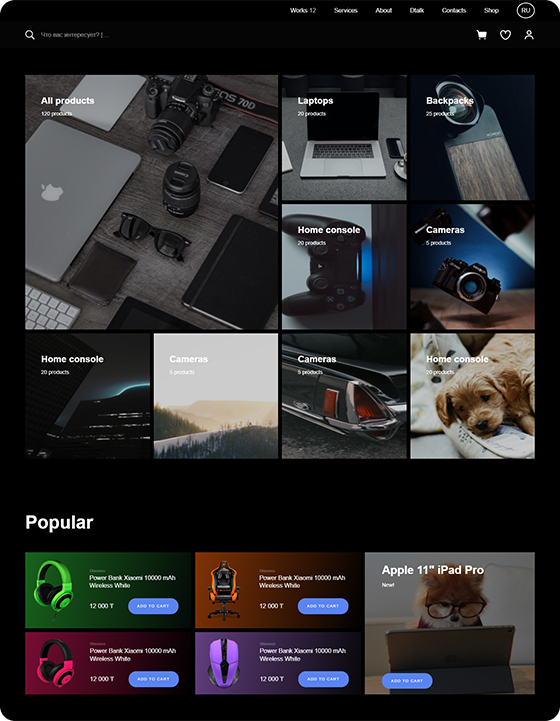 Works 12
Services
About
Dtalk
Contacts
Shop
RU
Что вас интересует? | ...
All products
120 products
Laptops
20 products
Backpacks
25 products
EOS 70D
Home console
20 products
Cameras
5 products
Home console
20 products
Cameras
5 products
Cameras
5 products
Home console
20 products
Popular
Power Bank Xiaomi 10000 mAh
Wireless White
12 000 T
ADD TO CART
Power Bank Xiaomi 10000 mAh
Wireless White
12 000 T
ADD TO CART
Apple 11" iPad Pro
New!
ADD TO CART
Power Bank Xiaomi 10000 mAh
Wireless White
12 000 T
ADD TO CART
Power Bank Xiaomi 10000 mAh
Wireless White
12 000 T
ADD TO CART